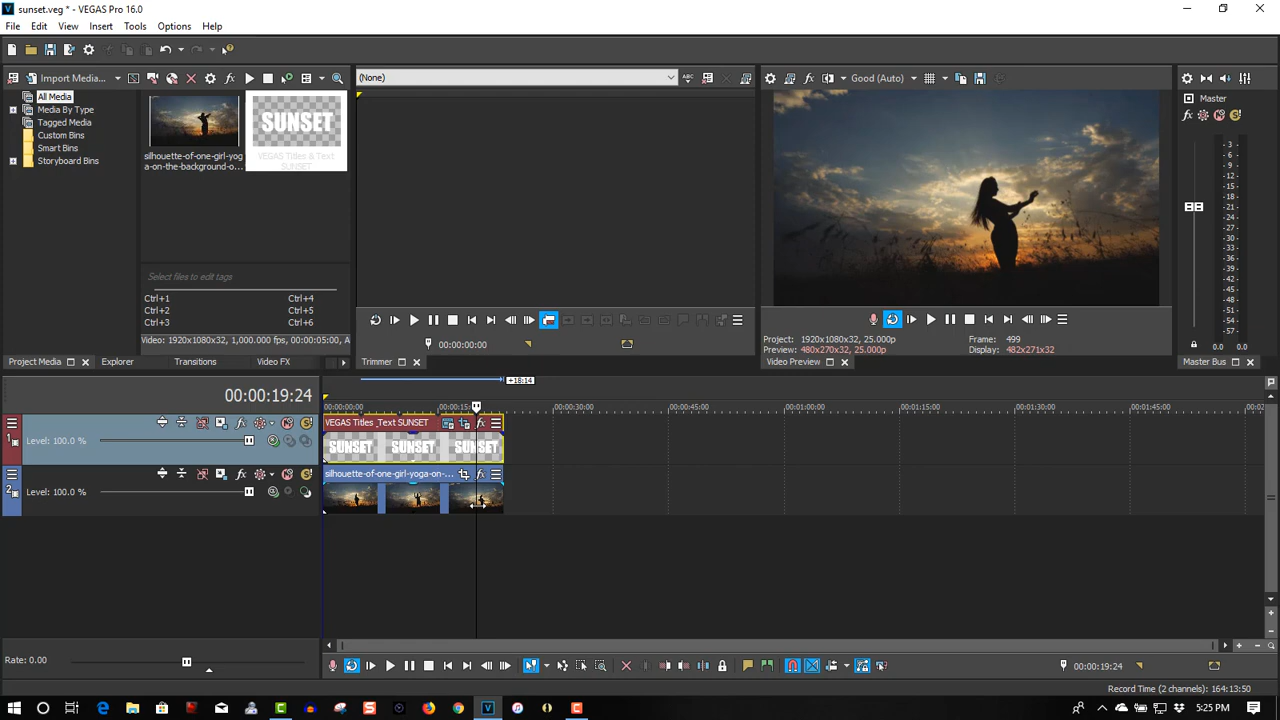 sunset.veg * - VEGAS Pro 16.0
File Edit View Insert Tools Options Help
Import Media...
All Media
Media By Type
Tagged Media
Custom Bins
Smart Bins
Storyboard Bins
silhouette-of-one-girl-yog
a-on-the-background-o...
SUNSET
VEGAS Titles & Text
SUNSET
Select files to edit tags
Ctrl+1 Ctrl+4
Ctrl+2 Ctrl+5
Ctrl+3 Ctrl+6
Video: 1920x1080x32, 1,000.000 fps, 00:00:05:00, A
Project Media Explorer Transitions Video FX
(None)
00:00:00:00
Trimmer
Good (Auto)
Project: 1920x1080x32, 25.000p
Preview: 480x270x32, 25.000p
Frame: 499
Display: 482x271x32
Video Preview
Master
-3
-6
-9
-12
-15
-18
-21
-24
-27
-30
-33
-36
-39
-42
-45
-48
-51
-54
-57
0.0 0.0
Master Bus
00:00:19:24
+18:14
00:00:00:00 00:00:15: 00:00:30:00 00:00:45:00 00:01:00:00 00:01:15:00 00:01:30:00 00:01:45:00 00:0
1
Level: 100.0 %
VEGAS Titles Text SUNSET
SUNSET SUNSET SUNSET
2
Level: 100.0 %
silhouette-of-one-girl-yoga-on-...
Rate: 0.00
00:00:19:24
Record Time (2 channels): 164:13:50
5:25 PM